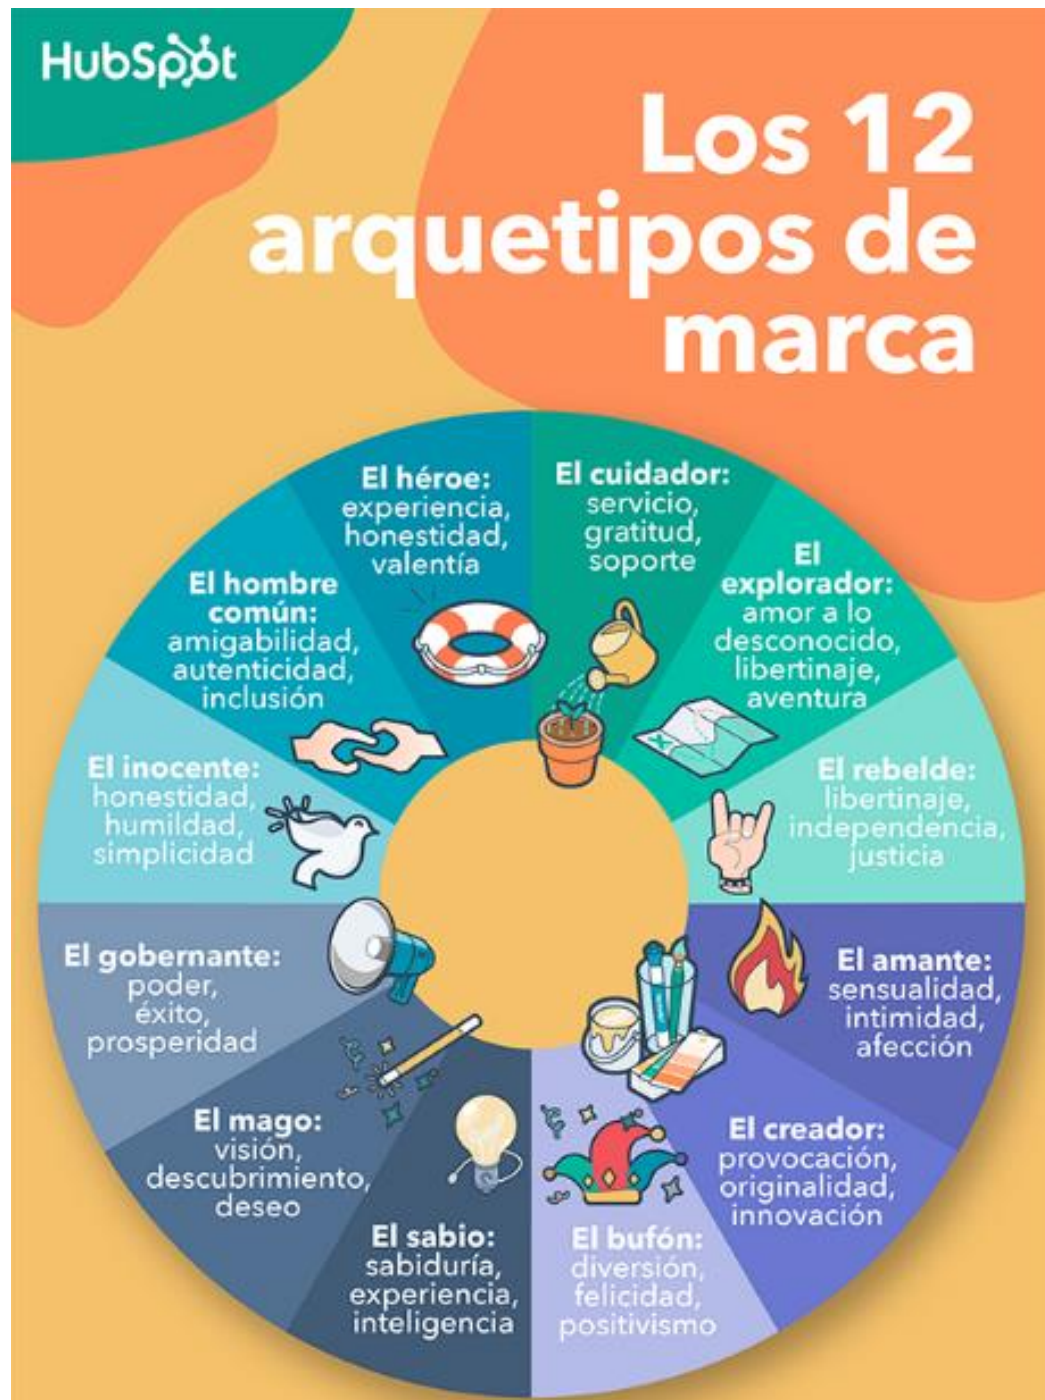 HubSpot
Los 12
arquetipos de
marca
El héroe:
experiencia,
honestidad,
valentía
El cuidador:
servicio,
gratitud,
soporte
El
explorador:
amor a lo
desconocido,
libertinaje,
aventura
El rebelde:
libertinaje,
independencia,
justicia
El amante:
sensualidad,
intimidad,
afección
El creador:
provocación,
originalidad,
innovación
El bufón:
diversión,
felicidad,
positivismo
El sabio:
sabiduría,
experiencia,
inteligencia
El mago:
visión,
descubrimiento,
deseo
El gobernante:
poder,
éxito,
prosperidad
El inocente:
honestidad,
humildad,
simplicidad
El hombre
común:
amigabilidad,
autenticidad,
inclusión